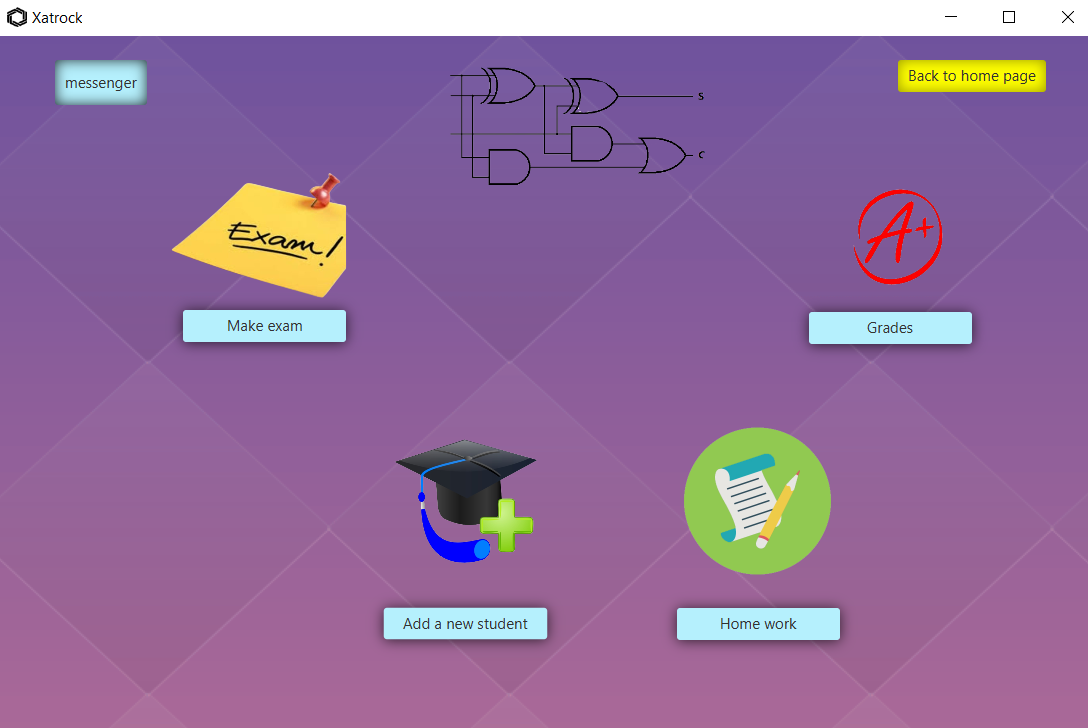 Xatrock
messenger
Back to home page
S
C
Exam!
A+
Make exam
Grades
Add a new student
Home work